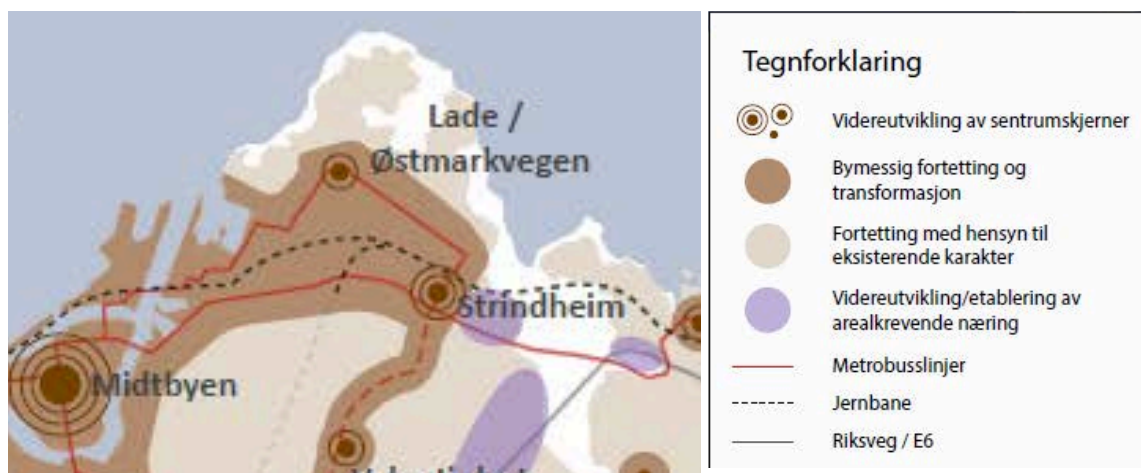 Lade /
Østmarkvegen
Strindheim
Midtbyen
Tegnforklaring
Videreutvikling av sentrumskjerner
Bymessig fortetting og
transformasjon
Fortetting med hensyn til
eksisterende karakter
Videreutvikling/etablering av
arealkrevende næring
Metrobusslinjer
Jernbane
Riksveg / E6